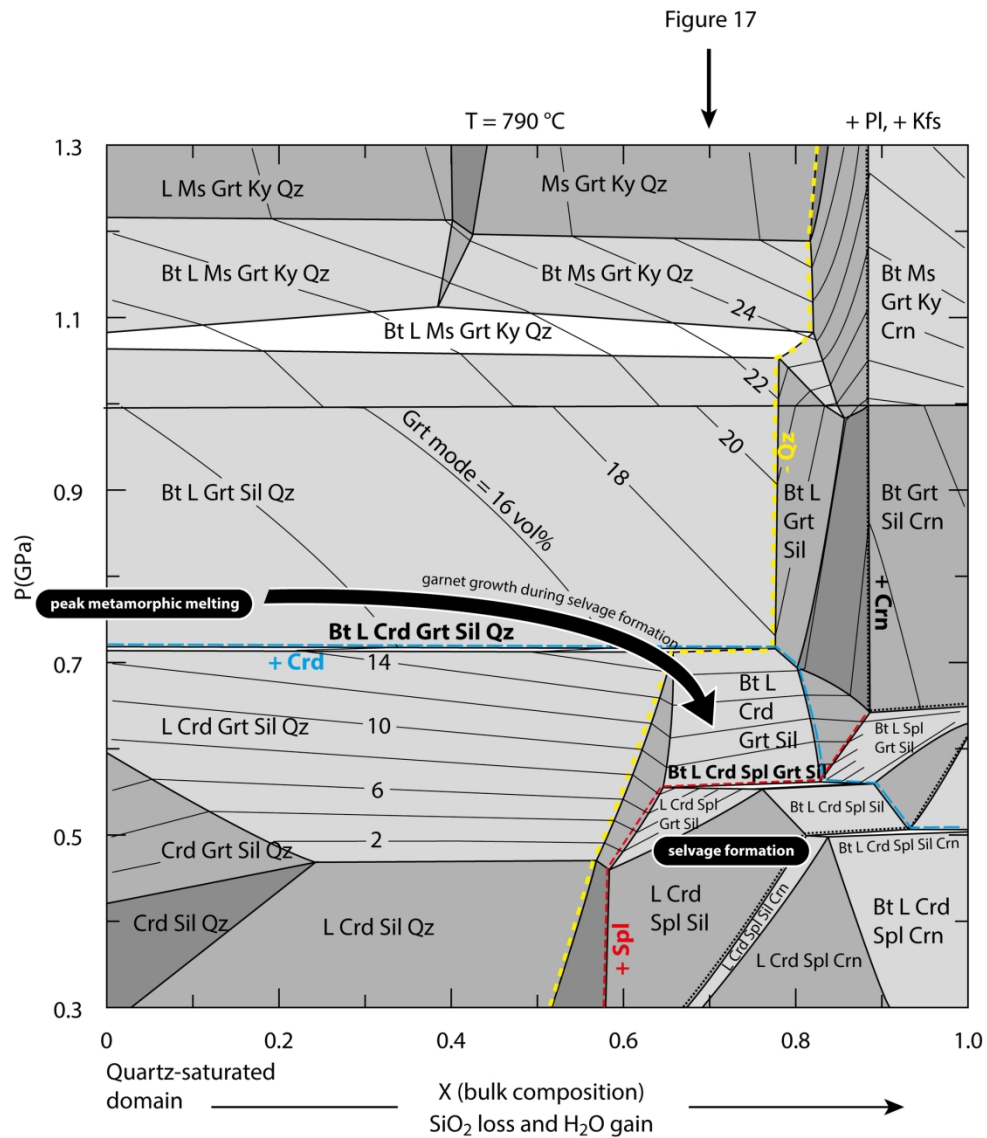 Figure 17
T = 790 °C
+ Pl, + Kfs
1.3
L Ms Grt Ky Qz
Ms Grt Ky Qz
Bt L Ms Grt Ky Qz
Bt Ms Grt Ky Qz
Bt Ms
Grt Ky
Crn
24
1.1
Bt L Ms Grt Ky Qz
22
Grt mode = 16 vol%
18
20
- Qz
0.9
Bt L Grt Sil Qz
Bt L
Grt
Sil
Bt Grt
Sil Crn
P(GPa)
+ Crn
peak metamorphic melting
garnet growth during selvage formation
Bt L Crd Grt Sil Qz
0.7
+ Crd
14
Bt L
Crd
Grt Sil
L Crd Grt Sil Qz
10
Bt L Spl
Grt Sil
Bt L Crd Spl Grt Sil
6
L Crd Spl
Grt Sil
Bt L Crd Spl Sil
0.5
2
Crd Grt Sil Qz
selvage formation
Bt L Crd Spl Sil Crn
Crd Sil Qz
L Crd Sil Qz
+ Spl
L Crd
Spl Sil
L Crd Spl Sil Crn
L Crd Spl Crn
Bt L Crd
Spl Crn
0.3
0
0.2
0.4
0.6
0.8
1.0
Quartz-saturated
domain
X (bulk composition)
SiO₂ loss and H₂O gain